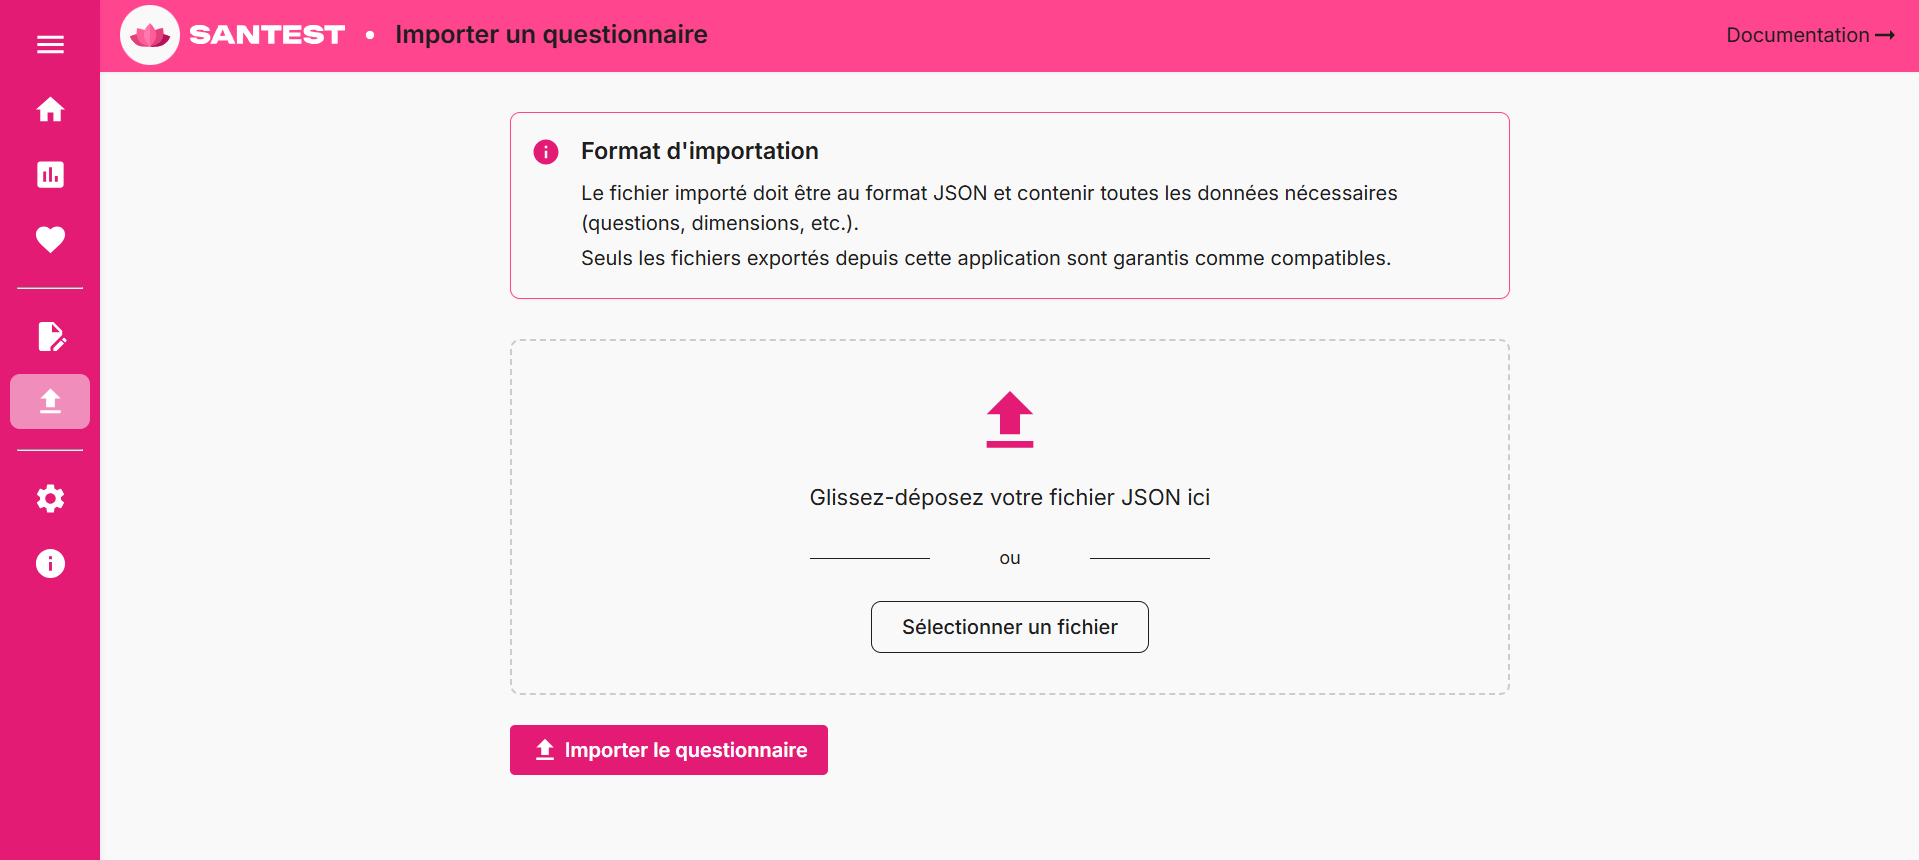 SANTEST • Importer un questionnaire
Documentation →
Format d'importation
Le fichier importé doit être au format JSON et contenir toutes les données nécessaires
(questions, dimensions, etc.).
Seuls les fichiers exportés depuis cette application sont garantis comme compatibles.
Glissez-déposez votre fichier JSON ici
ou
Sélectionner un fichier
Importer le questionnaire